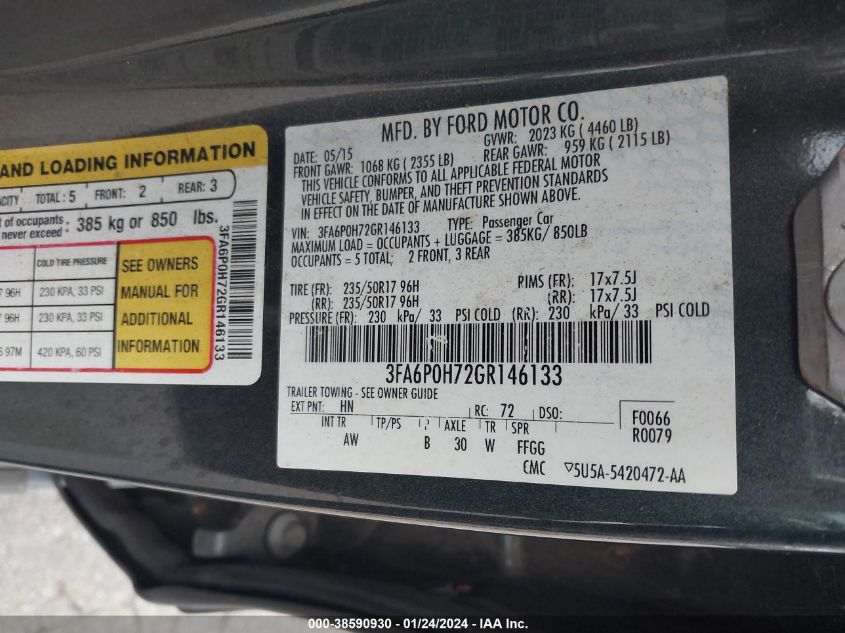 AND LOADING INFORMATION
TOTAL: 5 FRONT: 2 REAR: 3
of occupants
never exceed 385 kg or 850 lbs.
COLD TIRE PRESSURE
96H 230 KPA, 33 PSI
96H 230 KPA, 33 PSI
97M 420 KPA, 60 PSI
SEE OWNERS
MANUAL FOR
ADDITIONAL
INFORMATION
3FA6P0H72GR146133
MFD. BY FORD MOTOR CO.
DATE: 05/15 GVWR: 2023 KG ( 4460 LB)
FRONT GAWR: 1068 KG ( 2355 LB) REAR GAWR: 959 KG ( 2115 LB)
THIS VEHICLE CONFORMS TO ALL APPLICABLE FEDERAL MOTOR
VEHICLE SAFETY, BUMPER, AND THEFT PREVENTION STANDARDS
IN EFFECT ON THE DATE OF MANUFACTURE SHOWN ABOVE.
VIN: 3FA6P0H72GR146133 TYPE: Passenger Car
MAXIMUM LOAD = OCCUPANTS + LUGGAGE = 385KG/ 850LB
OCCUPANTS = 5 TOTAL; 2 FRONT, 3 REAR
TIRE (FR): 235/50R17 96H RIMS (FR): 17x7.5J
(RR): 235/50R17 96H (RR): 17x7.5J
PRESSURE (FR): 230 kPa/ 33 PSI COLD (RR): 230 kPa/ 33 PSI COLD
3FA6P0H72GR146133
TRAILER TOWING - SEE OWNER GUIDE
EXT PNT: HN RC: 72 DSO: F0066
R0079
INT TR TP/PS R AXLE TR SPR
AW B 30 W FFGG
CMC ▽5U5A-5420472-AA
000-38590930 - 01/24/2024 - IAA Inc.